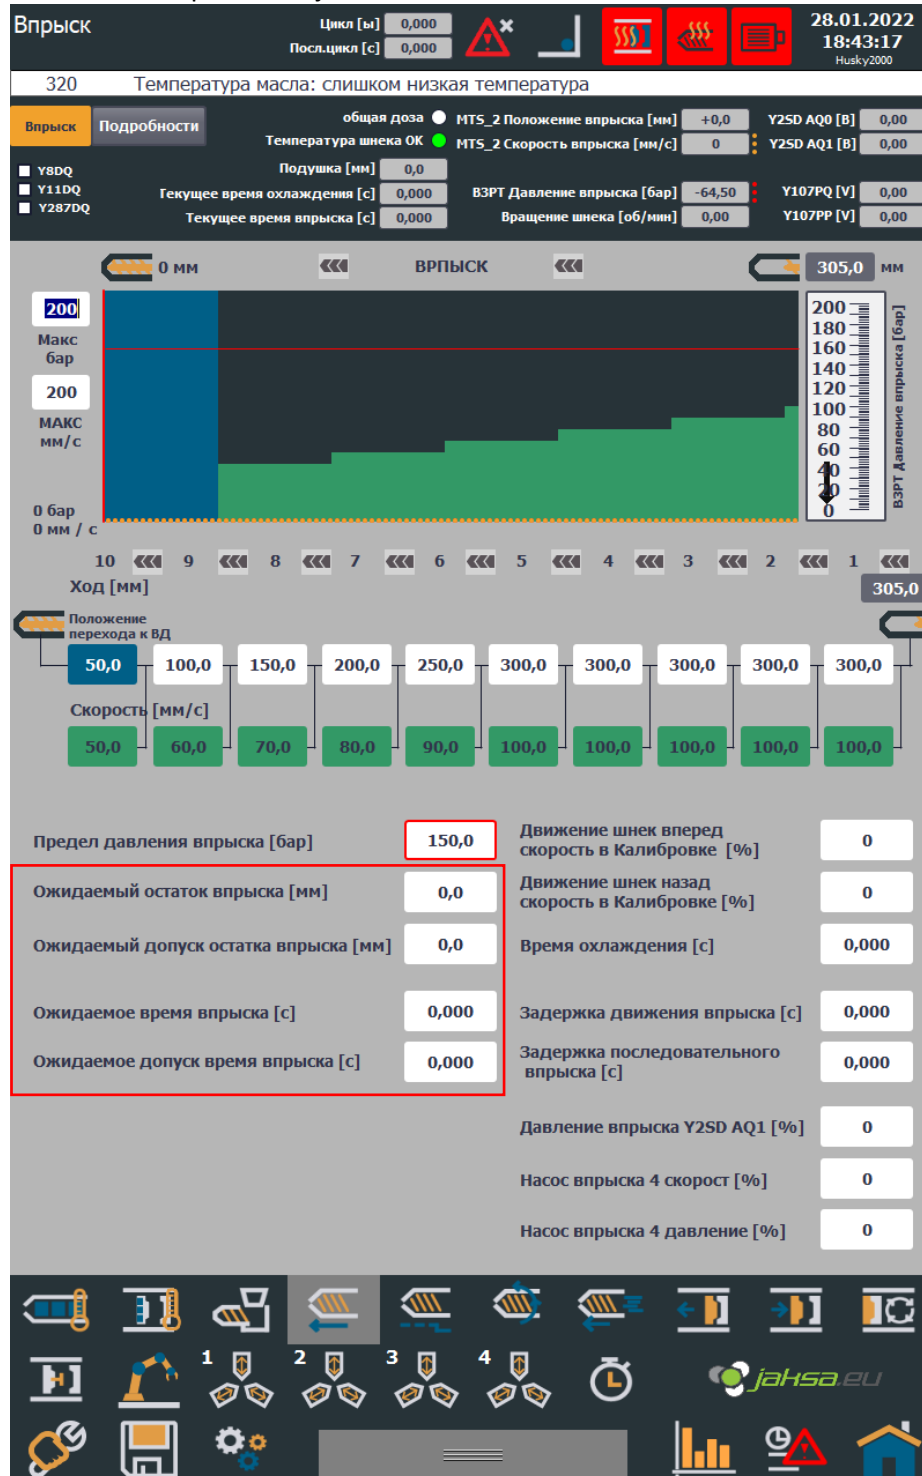 Впрыск
Цикл [ы] 0,000
Посл.цикл [с] 0,000
28.01.2022
18:43:17
Husky2000
320 Температура масла: слишком низкая температура
Впрыск Подробности
общая доза MTS_2 Положение впрыска [мм] +0,0 Y2SD AQ0 [В] 0,00
Температура шнека ОК MTS_2 Скорость впрыска [мм/с] 0 Y2SD AQ1 [В] 0,00
Y8DQ
Y11DQ
Y287DQ
Подушка [мм] 0,0
Текущее время охлаждения [с] 0,000 ВЗРТ Давление впрыска [бар] -64,50 Y107PQ [V] 0,00
Текущее время впрыска [с] 0,000 Вращение шнека [об/мин] 0,00 Y107PP [V] 0,00
0 мм ВРПЫСК 305,0 мм
200
Макс
бар
200
МАКС
мм/с
0 бар
0 мм / с
200
180
160
140
120
100
80
60
40
20
0
ВЗРТ Давление впрыска [бар]
10 9 8 7 6 5 4 3 2 1
Ход [мм] 305,0
Положение
перехода к ВД
50,0 100,0 150,0 200,0 250,0 300,0 300,0 300,0 300,0 300,0
Скорость [мм/с]
50,0 60,0 70,0 80,0 90,0 100,0 100,0 100,0 100,0 100,0
Предел давления впрыска [бар] 150,0
Движение шнек вперед
скорость в Калибровке [%] 0
Ожидаемый остаток впрыска [мм] 0,0
Движение шнек назад
скорость в Калибровке [%] 0
Ожидаемый допуск остатка впрыска [мм] 0,0
Время охлаждения [с] 0,000
Ожидаемое время впрыска [с] 0,000
Задержка движения впрыска [с] 0,000
Ожидаемое допуск время впрыска [с] 0,000
Задержка последовательного
впрыска [с] 0,000
Давление впрыска Y2SD AQ1 [%] 0
Насос впрыска 4 скорост [%] 0
Насос впрыска 4 давление [%] 0
1 2 3 4
jaksa.eu